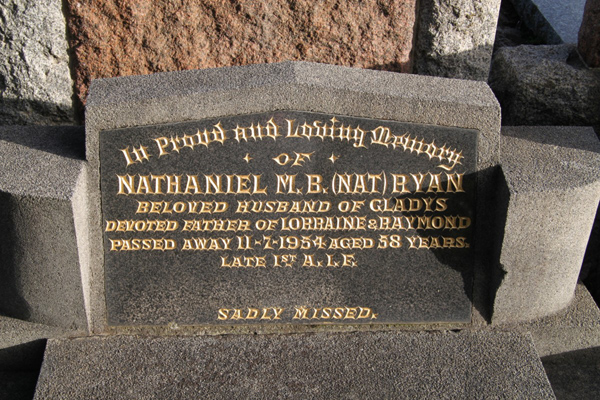 In Proud and Loving Memory
OF
NATHANIEL M. B. (NAT) RYAN
BELOVED HUSBAND OF GLADYS
DEVOTED FATHER OF LORRAINE & RAYMOND
PASSED AWAY 11-7-1954 AGED 58 YEARS.
LATE 1ST A.I.F.
SADLY MISSED.